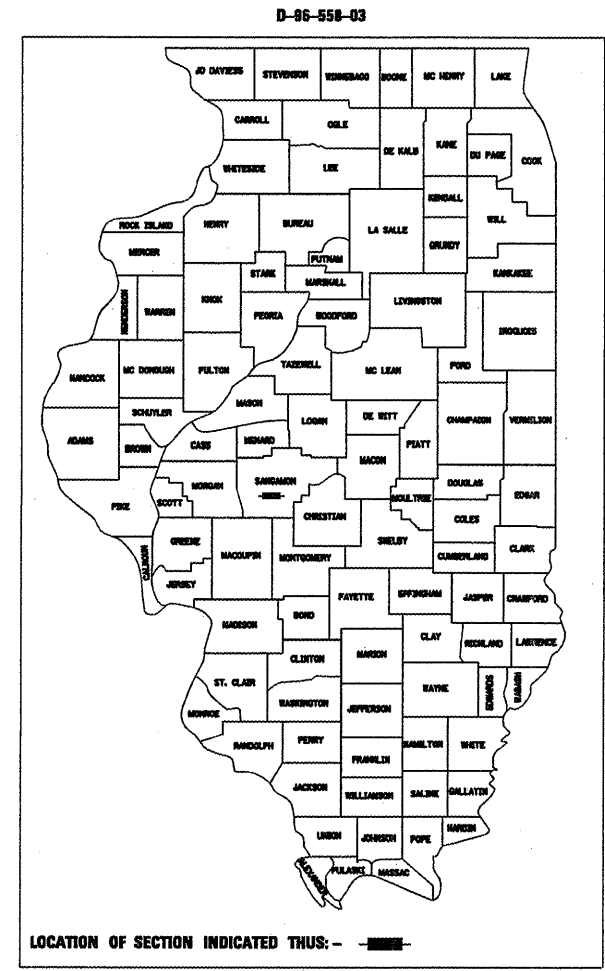 D-96-558-03
JO DAVIESS STEVENSON WINNEBAGO BOONE MC HENRY LAKE
CARROLL OGLE
DE KALB KANE DU PAGE COOK
WHITESIDE LEE
KENDALL WILL
ROCK ISLAND HENRY BUREAU LA SALLE GRUNDY
MERCER PUTNAM
STARK MARSHALL KANKAKEE
HENDERSON WARREN KNOX PEORIA WOODFORD LIVINGSTON IROQUOIS
HANCOCK MC DONOUGH FULTON TAZEWELL MC LEAN FORD
SCHUYLER MASON LOGAN DE WITT CHAMPAIGN VERMILION
ADAMS BROWN CASS MENARD MACON PIATT
PIKE SCOTT MORGAN SANGAMON MOULTRIE DOUGLAS EDGAR
CHRISTIAN COLES
CALHOUN GREENE MACOUPIN MONTGOMERY SHELBY CUMBERLAND CLARK
JERSEY FAYETTE EFFINGHAM JASPER CRAWFORD
MADISON BOND CLAY RICHLAND LAWRENCE
CLINTON MARION
ST. CLAIR WAYNE EDWARDS WABASH
MONROE WASHINGTON JEFFERSON
RANDOLPH PERRY HAMILTON WHITE
FRANKLIN
JACKSON WILLIAMSON SALINE GALLATIN
UNION JOHNSON POPE HARDIN
ALEXANDER PULASKI MASSAC
LOCATION OF SECTION INDICATED THUS: -